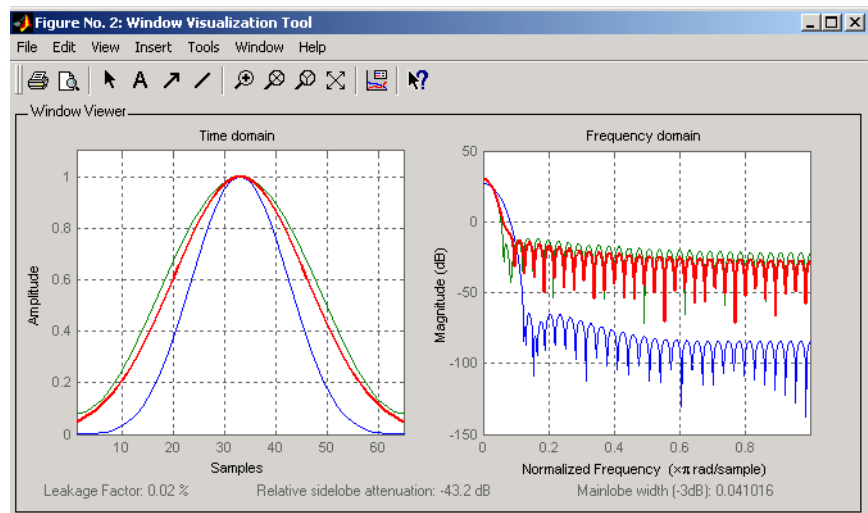 Figure No. 2: Window Visualization Tool
File Edit View Insert Tools Window Help
Window Viewer
Time domain
1
0.8
0.6
0.4
0.2
0
Amplitude
10 20 30 40 50 60
Samples
Frequency domain
50
0
-50
-100
-150
Magnitude (dB)
0 0.2 0.4 0.6 0.8
Normalized Frequency (×π rad/sample)
Leakage Factor: 0.02 % Relative sidelobe attenuation: -43.2 dB Mainlobe width (-3dB): 0.041016